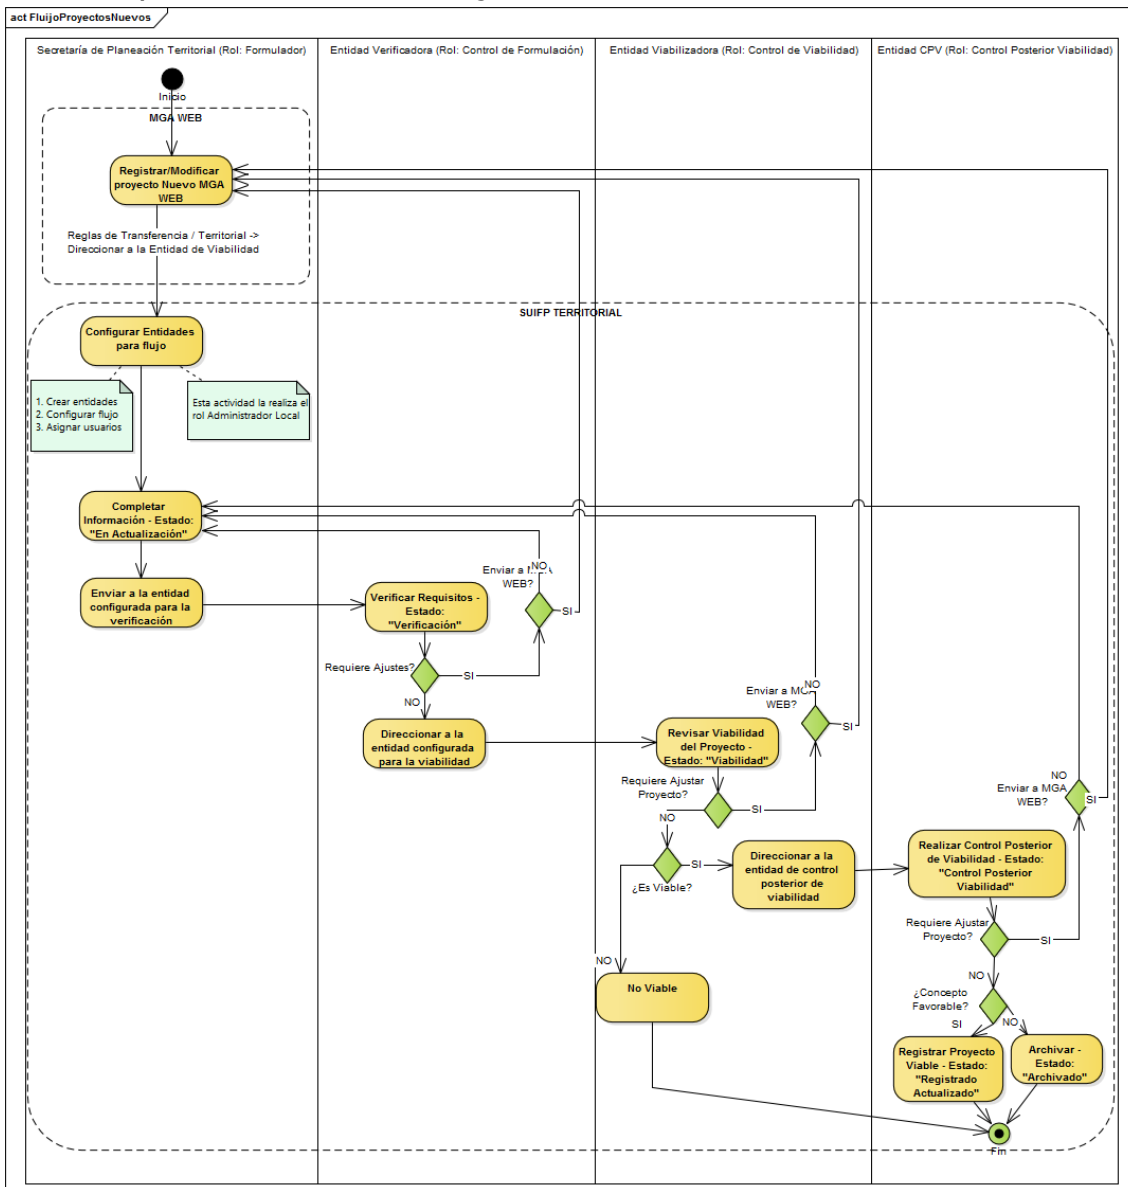 act FluijoProyectosNuevos
Secretaría de Planeación Territorial (Rol: Formulador)
Entidad Verificadora (Rol: Control de Formulación)
Entidad Viabilizadora (Rol: Control de Viabilidad)
Entidad CPV (Rol: Control Posterior Viabilidad)
Inicio
MGA WEB
Registrar/Modificar
proyecto Nuevo MGA
WEB
Reglas de Transferencia / Territorial ->
Direccionar a la Entidad de Viabilidad
SUIFP TERRITORIAL
Configurar Entidades
para flujo
1. Crear entidades
2. Configurar flujo
3. Asignar usuarios
Esta actividad la realiza el
rol Administrador Local
Completar
Información - Estado:
"En Actualización"
Enviar a la entidad
configurada para la
verificación
Verificar Requisitos -
Estado:
"Verificación"
Enviar a MGA
WEB?
NO
SI
Requiere Ajustes?
SI
NO
Direccionar a la
entidad configurada
para la viabilidad
Revisar Viabilidad
del Proyecto -
Estado: "Viabilidad"
Enviar a MGA
WEB?
NO
SI
Requiere Ajustar
Proyecto?
SI
NO
¿Es Viable?
SI
NO
Direccionar a la
entidad de control
posterior de
viabilidad
No Viable
Realizar Control Posterior
de Viabilidad - Estado:
"Control Posterior
Viabilidad"
NO
Enviar a MGA
WEB?
SI
Requiere Ajustar
Proyecto?
SI
NO
¿Concepto
Favorable?
SI
NO
Registrar Proyecto
Viable - Estado:
"Registrado
Actualizado"
Archivar -
Estado:
"Archivado"
Fin